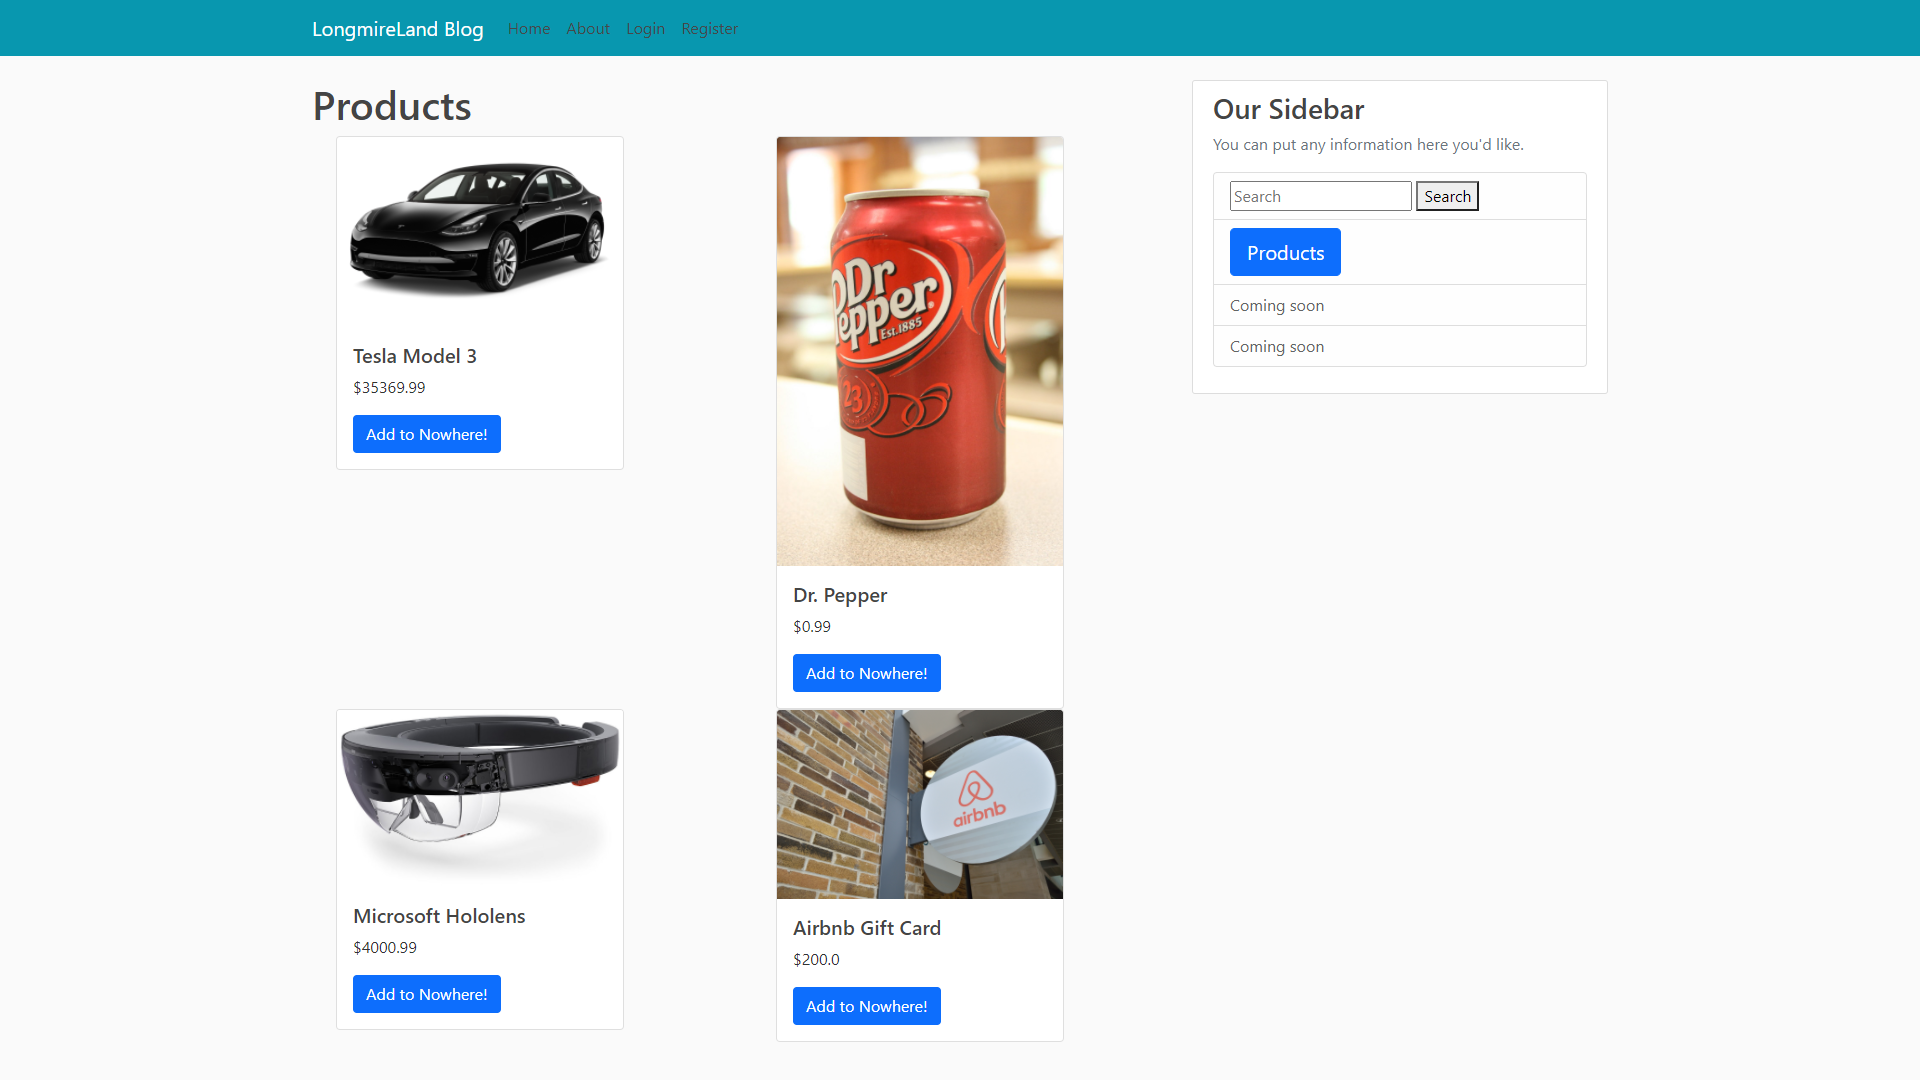 LongmireLand Blog Home About Login Register
Products
Tesla Model 3
$35369.99
Add to Nowhere!
Dr Pepper
Est.1885
23
Dr. Pepper
$0.99
Add to Nowhere!
Microsoft Hololens
$4000.99
Add to Nowhere!
airbnb
Airbnb Gift Card
$200.0
Add to Nowhere!
Our Sidebar
You can put any information here you'd like.
Search Search
Products
Coming soon
Coming soon